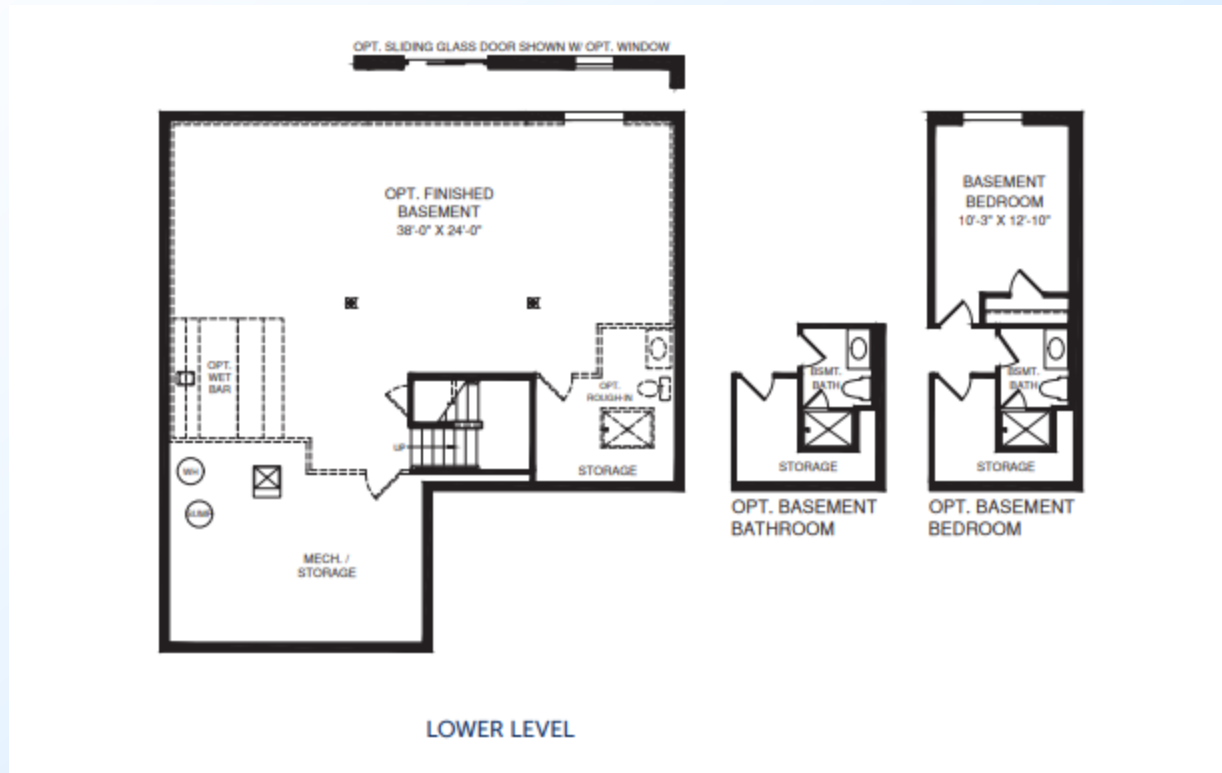 OPT. SLIDING GLASS DOOR SHOWN W/ OPT. WINDOW
OPT. FINISHED
BASEMENT
38'-0" X 24'-0"
OPT.
WET
BAR
UP
OPT.
ROUGH-IN
STORAGE
WH
SUMP
MECH. /
STORAGE
BSMT.
BATH
STORAGE
OPT. BASEMENT
BATHROOM
BASEMENT
BEDROOM
10'-3" X 12'-10"
BSMT.
BATH
STORAGE
OPT. BASEMENT
BEDROOM
LOWER LEVEL